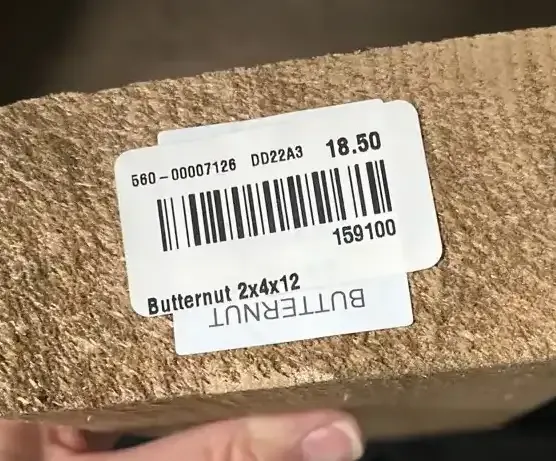 560-00007126 DD22A3 18.50
159100
Butternut 2x4x12
BUTTERNUT